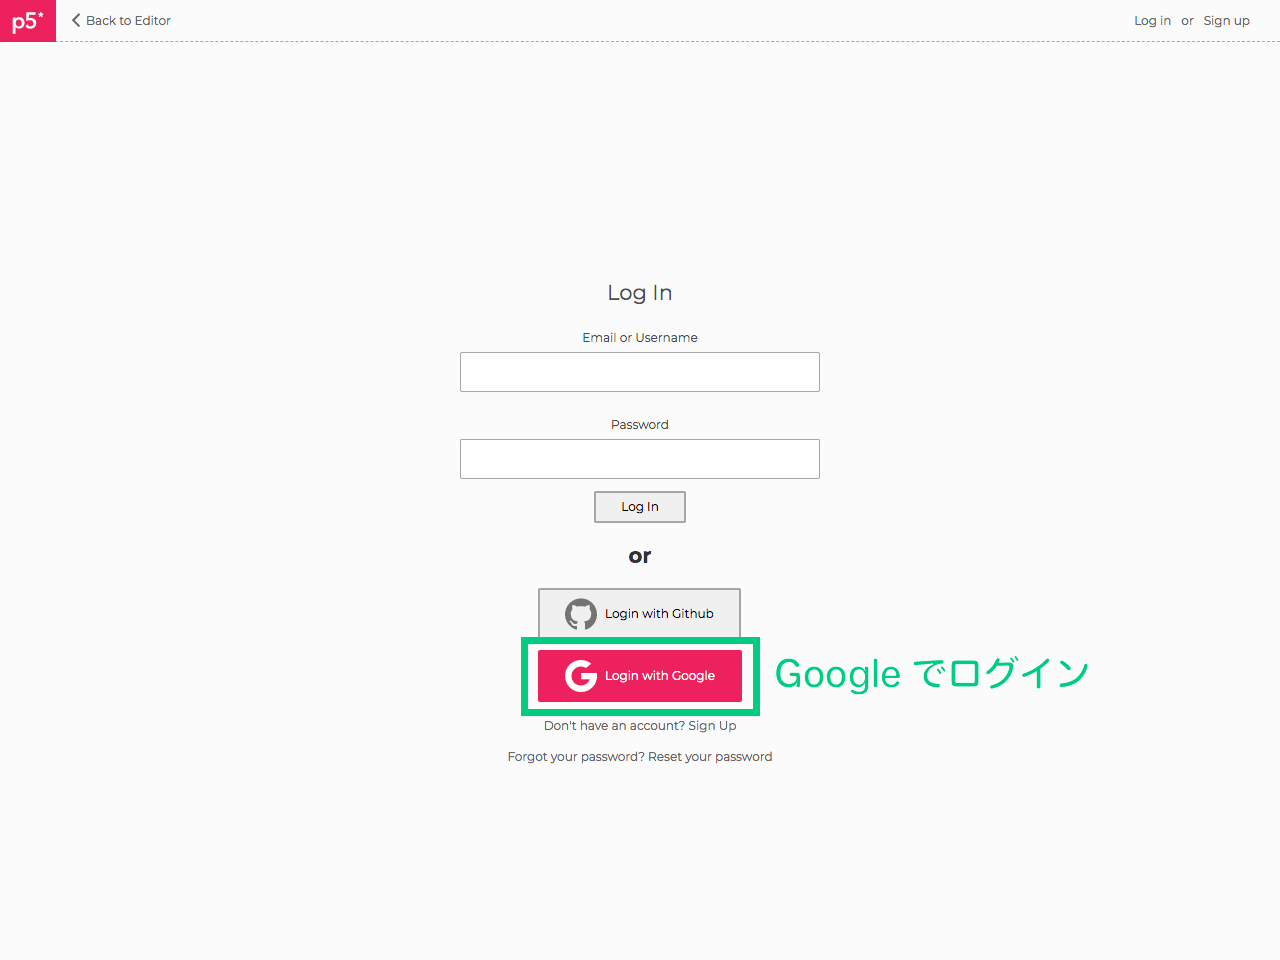 p5* Back to Editor Log in or Sign up
Log In
Email or Username
Password
Log In
or
Login with Github
Login with Google
Google でログイン
Don't have an account? Sign Up
Forgot your password? Reset your password